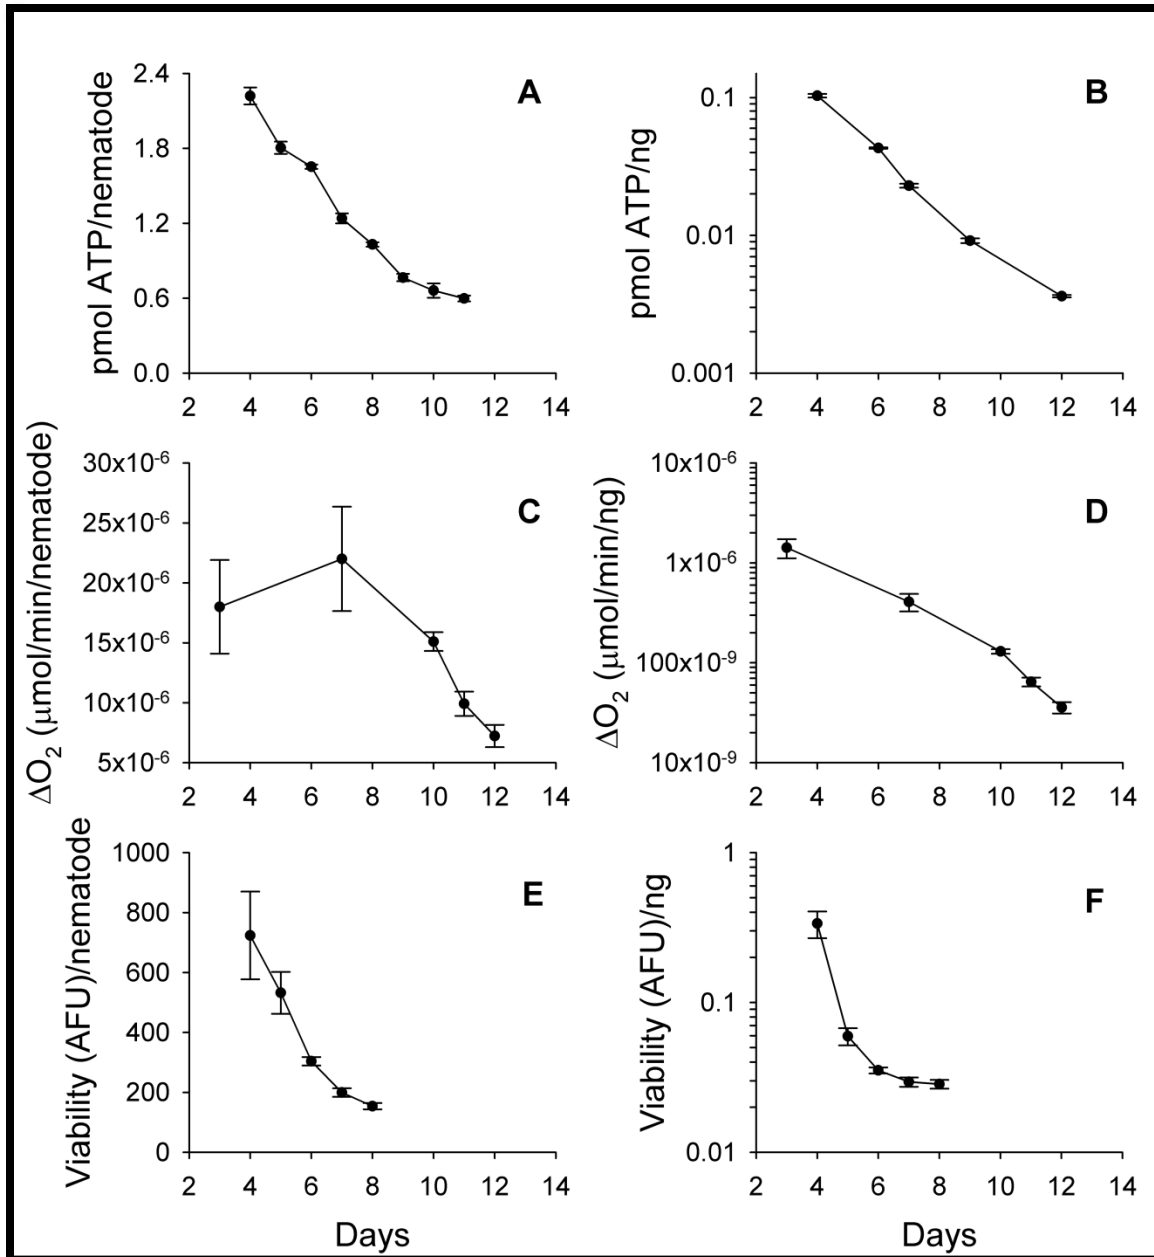 A
pmol ATP/nematode
2.4
1.8
1.2
0.6
0.0
2 4 6 8 10 12 14
B
pmol ATP/ng
0.1
0.01
0.001
2 4 6 8 10 12 14
C
ΔO₂ (μmol/min/nematode)
30x10⁻⁶
25x10⁻⁶
20x10⁻⁶
15x10⁻⁶
10x10⁻⁶
5x10⁻⁶
2 4 6 8 10 12 14
D
ΔO₂ (μmol/min/ng)
10x10⁻⁶
1x10⁻⁶
100x10⁻⁹
10x10⁻⁹
2 4 6 8 10 12 14
E
Viability (AFU)/nematode
1000
800
600
400
200
0
2 4 6 8 10 12 14
Days
F
Viability (AFU)/ng
1
0.1
0.01
2 4 6 8 10 12 14
Days